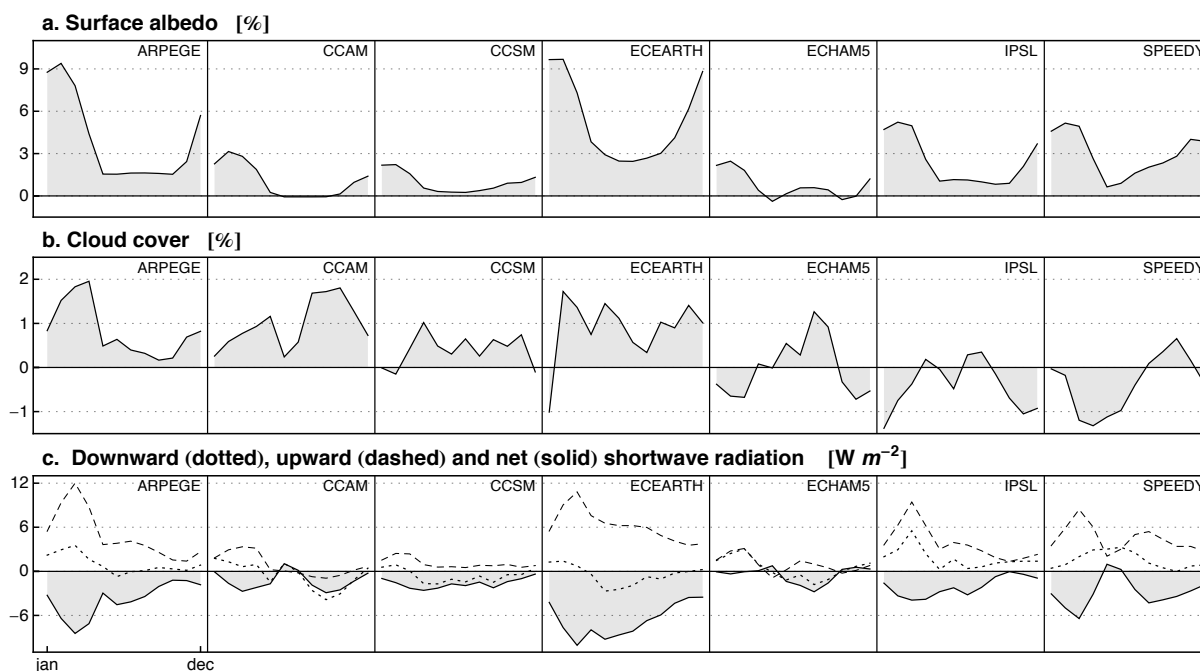 a. Surface albedo [%]
ARPEGE CCAM CCSM ECEARTH ECHAM5 IPSL SPEEDY
9
6
3
0
b. Cloud cover [%]
ARPEGE CCAM CCSM ECEARTH ECHAM5 IPSL SPEEDY
2
1
0
−1
c. Downward (dotted), upward (dashed) and net (solid) shortwave radiation [W m⁻²]
12
ARPEGE CCAM CCSM ECEARTH ECHAM5 IPSL SPEEDY
6
0
−6
jan dec